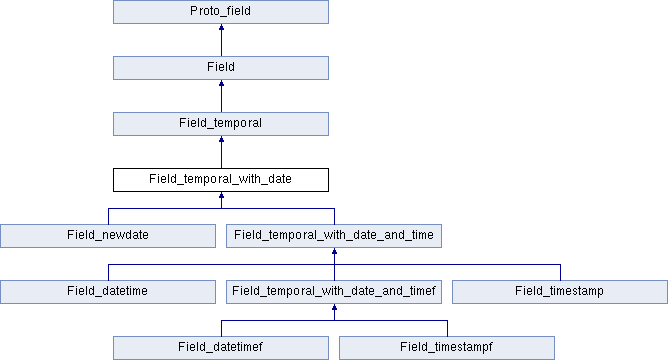 Proto_field
Field
Field_temporal
Field_temporal_with_date
Field_newdate
Field_temporal_with_date_and_time
Field_datetime
Field_temporal_with_date_and_timef
Field_timestamp
Field_datetimef
Field_timestampf